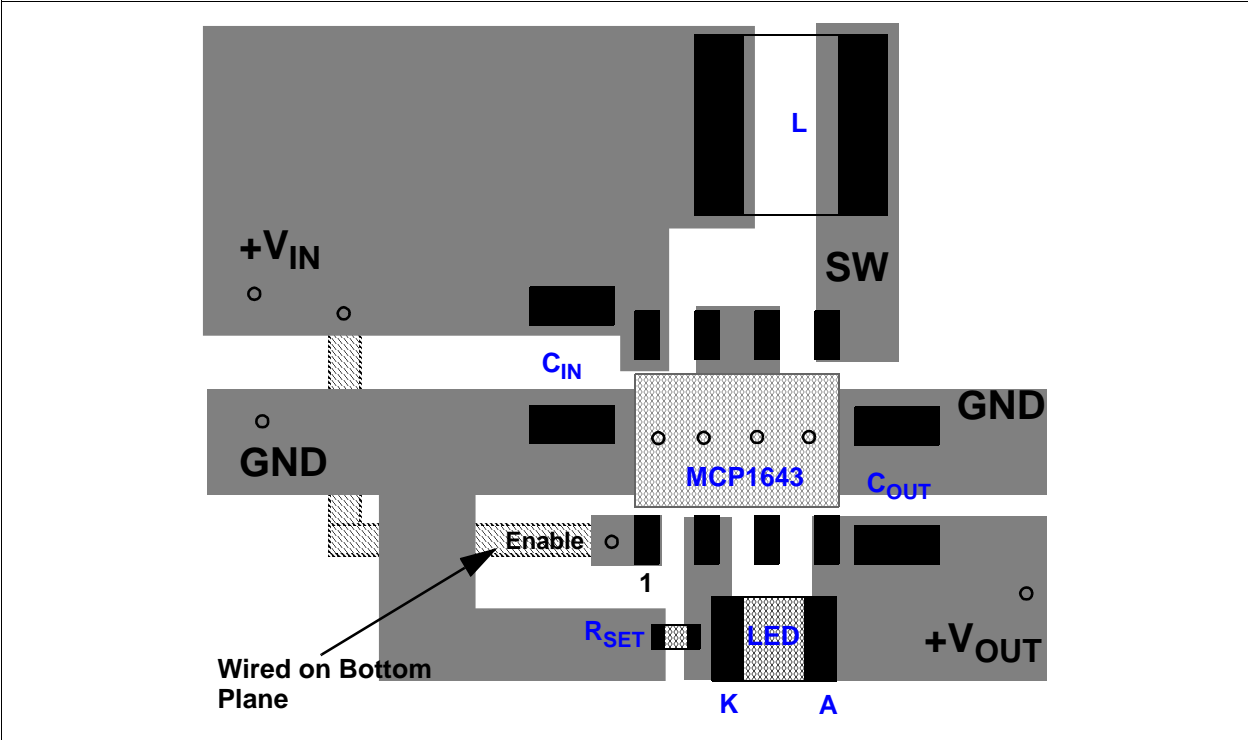 L
+VIN
SW
CIN
GND
GND
MCP1643
COUT
Enable
1
RSET
LED
+VOUT
Wired on Bottom
Plane
K
A